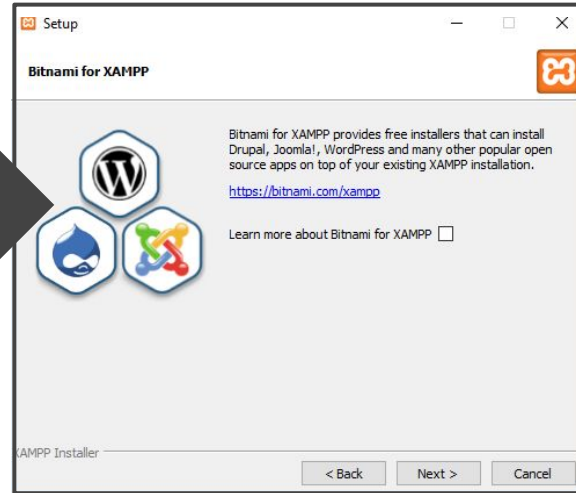 Setup
Bitnami for XAMPP
Bitnami for XAMPP provides free installers that can install
Drupal, Joomla!, WordPress and many other popular open
source apps on top of your existing XAMPP installation.
https://bitnami.com/xampp
Learn more about Bitnami for XAMPP
XAMPP Installer
< Back
Next >
Cancel